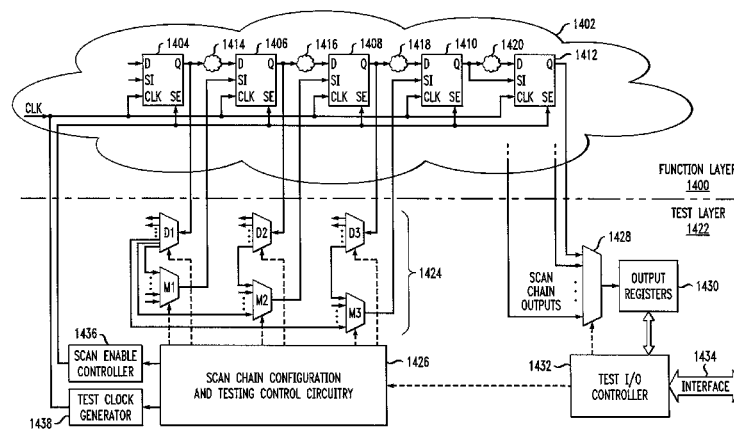 1402
1404 1414 1406 1416 1408 1418 1410 1420 1412
D Q D Q D Q D Q D Q
SI SI SI SI SI
CLK SE CLK SE CLK SE CLK SE CLK SE
CLK
FUNCTION LAYER
1400
TEST LAYER
1422
D1 D2 D3
1424
1428
M1 M2 M3
SCAN
CHAIN
OUTPUTS
OUTPUT
REGISTERS
1430
1436
SCAN ENABLE
CONTROLLER
1426
SCAN CHAIN CONFIGURATION
AND TESTING CONTROL CIRCUITRY
1432
TEST I/O
CONTROLLER
1434
INTERFACE
TEST CLOCK
GENERATOR
1438